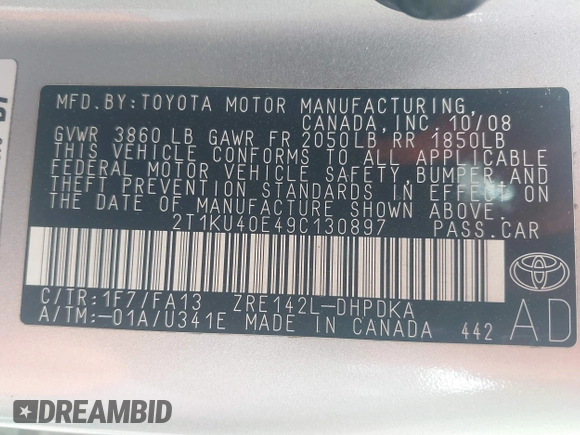 MFD.BY:TOYOTA MOTOR MANUFACTURING,
CANADA, INC. 10/08
GVWR 3860 LB GAWR FR 2050LB RR 1850LB
THIS VEHICLE CONFORMS TO ALL APPLICABLE
FEDERAL MOTOR VEHICLE SAFETY, BUMPER AND
THEFT PREVENTION STANDARDS IN EFFECT ON
THE DATE OF MANUFACTURE SHOWN ABOVE.
2T1KU40E49C130897 PASS.CAR
C/TR:1F7/FA13 ZRE142L-DHPDKA
A/TM:-01A/U341E MADE IN CANADA 442
AD
DREAMBID